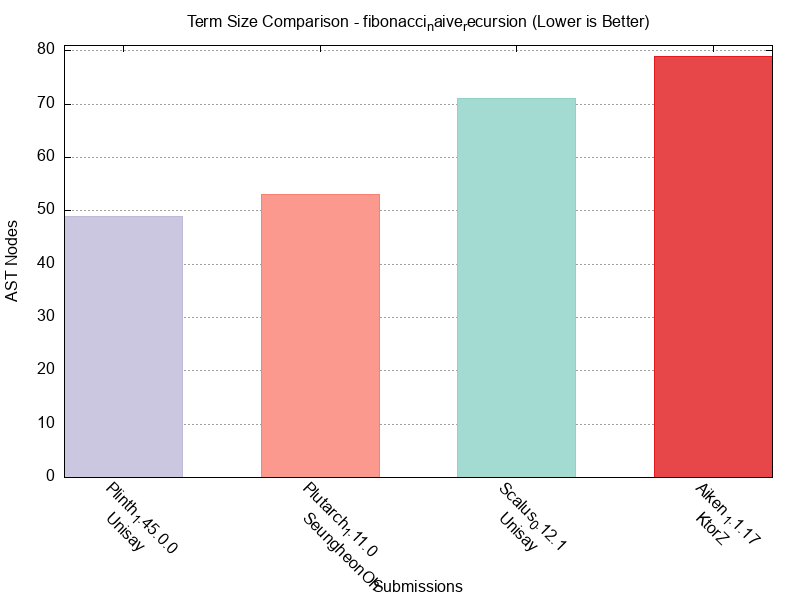 Term Size Comparison - fibonacci_naive_recursion (Lower is Better)
80
70
60
50
40
30
20
10
0
AST Nodes
Plinth_1.45.0.0
Unisay
Plutarch_1.11.0
SeungheonOh
Scalus_0.12.1
Unisay
Aiken_1.1.17
KtorZ
Submissions